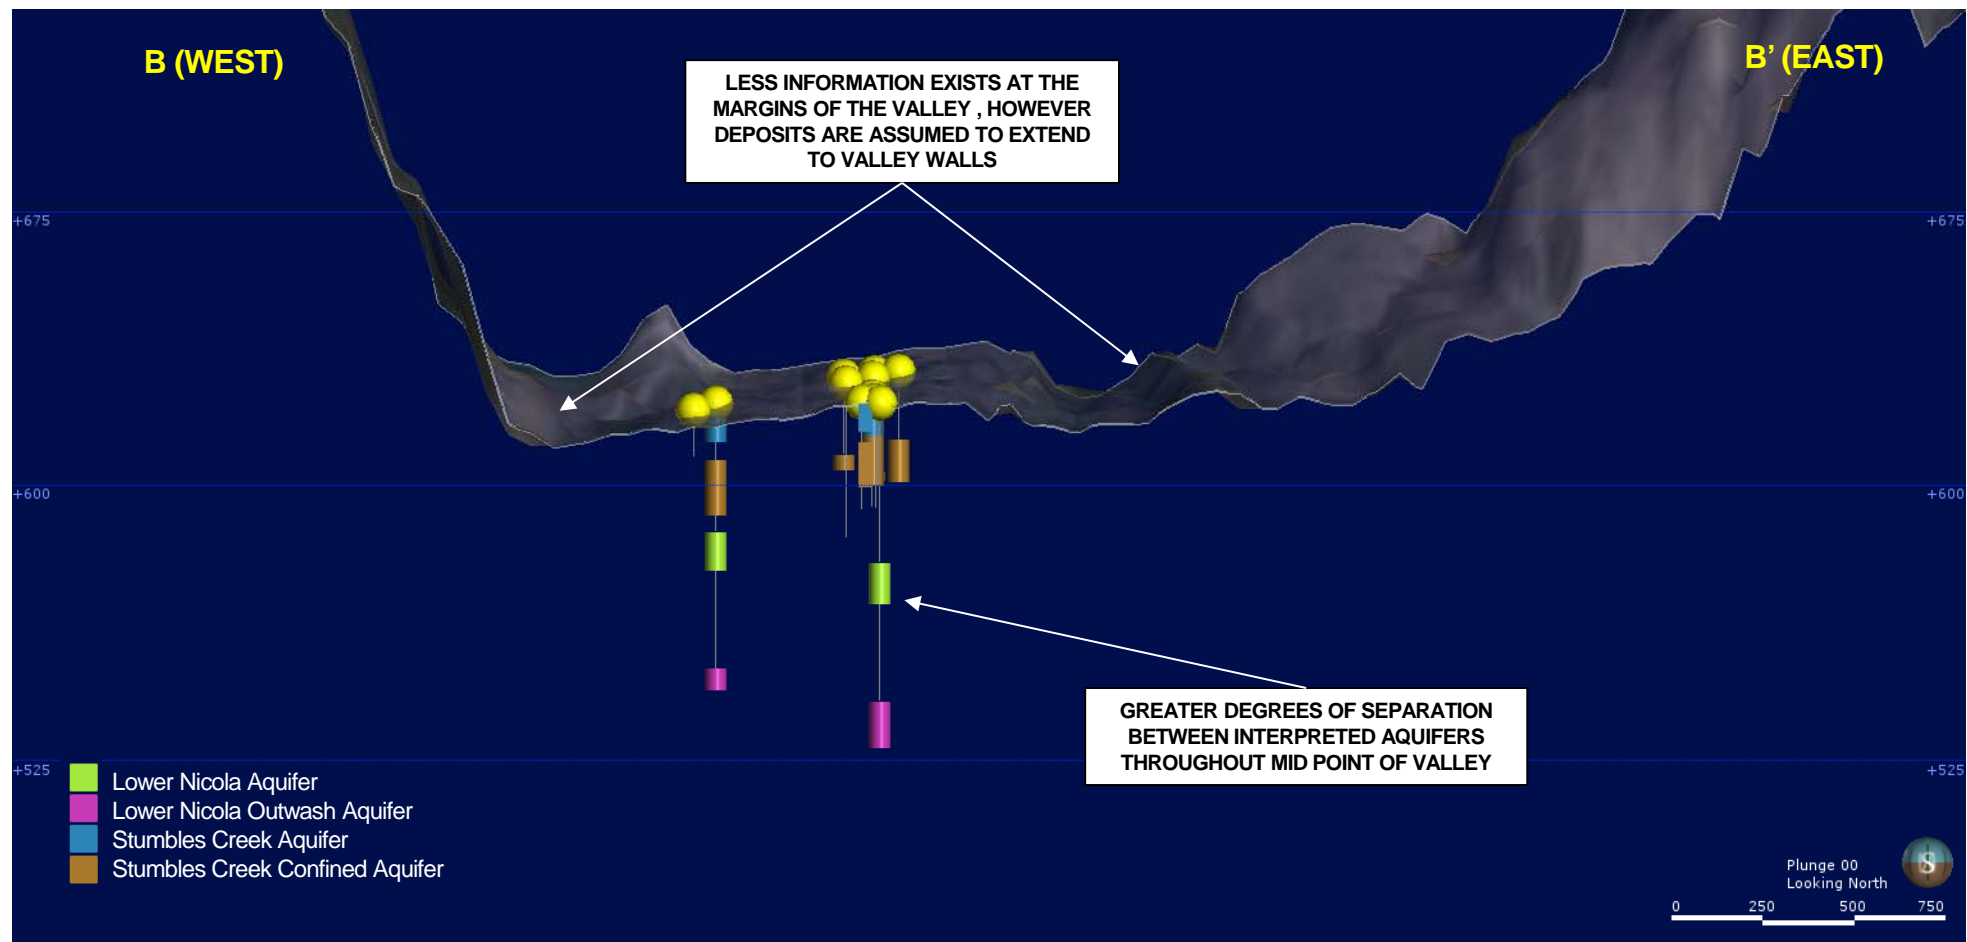 B (WEST)
B’ (EAST)
LESS INFORMATION EXISTS AT THE
MARGINS OF THE VALLEY , HOWEVER
DEPOSITS ARE ASSUMED TO EXTEND
TO VALLEY WALLS
+675
+675
+600
+600
GREATER DEGREES OF SEPARATION
BETWEEN INTERPRETED AQUIFERS
THROUGHOUT MID POINT OF VALLEY
+525
+525
Lower Nicola Aquifer
Lower Nicola Outwash Aquifer
Stumbles Creek Aquifer
Stumbles Creek Confined Aquifer
Plunge 00
Looking North
S
0 250 500 750